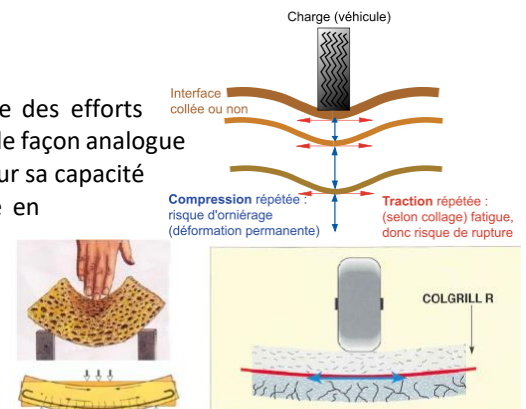 Charge (véhicule)
e des efforts
de façon analogue
ur sa capacité
e en
Interface
collée ou non
Compression répétée :
risque d'orniérage
(déformation permanente)
Traction répétée :
(selon collage) fatigue,
donc risque de rupture
COLGRILL R